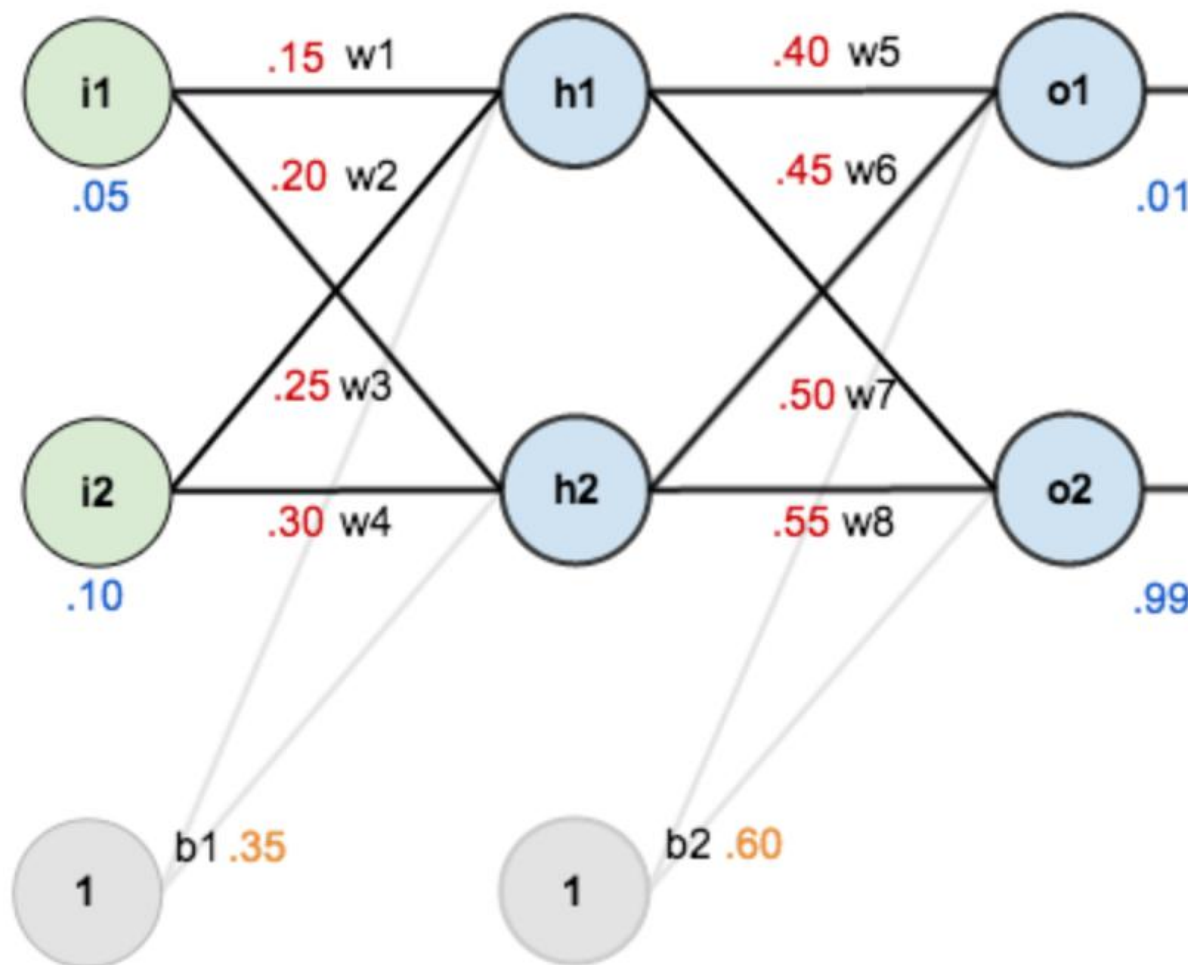 .15 w1
.40 w5
i1
h1
o1
.20 w2
.45 w6
.05
.01
.25 w3
.50 w7
i2
h2
o2
.30 w4
.55 w8
.10
.99
b1 .35
b2 .60
1
1